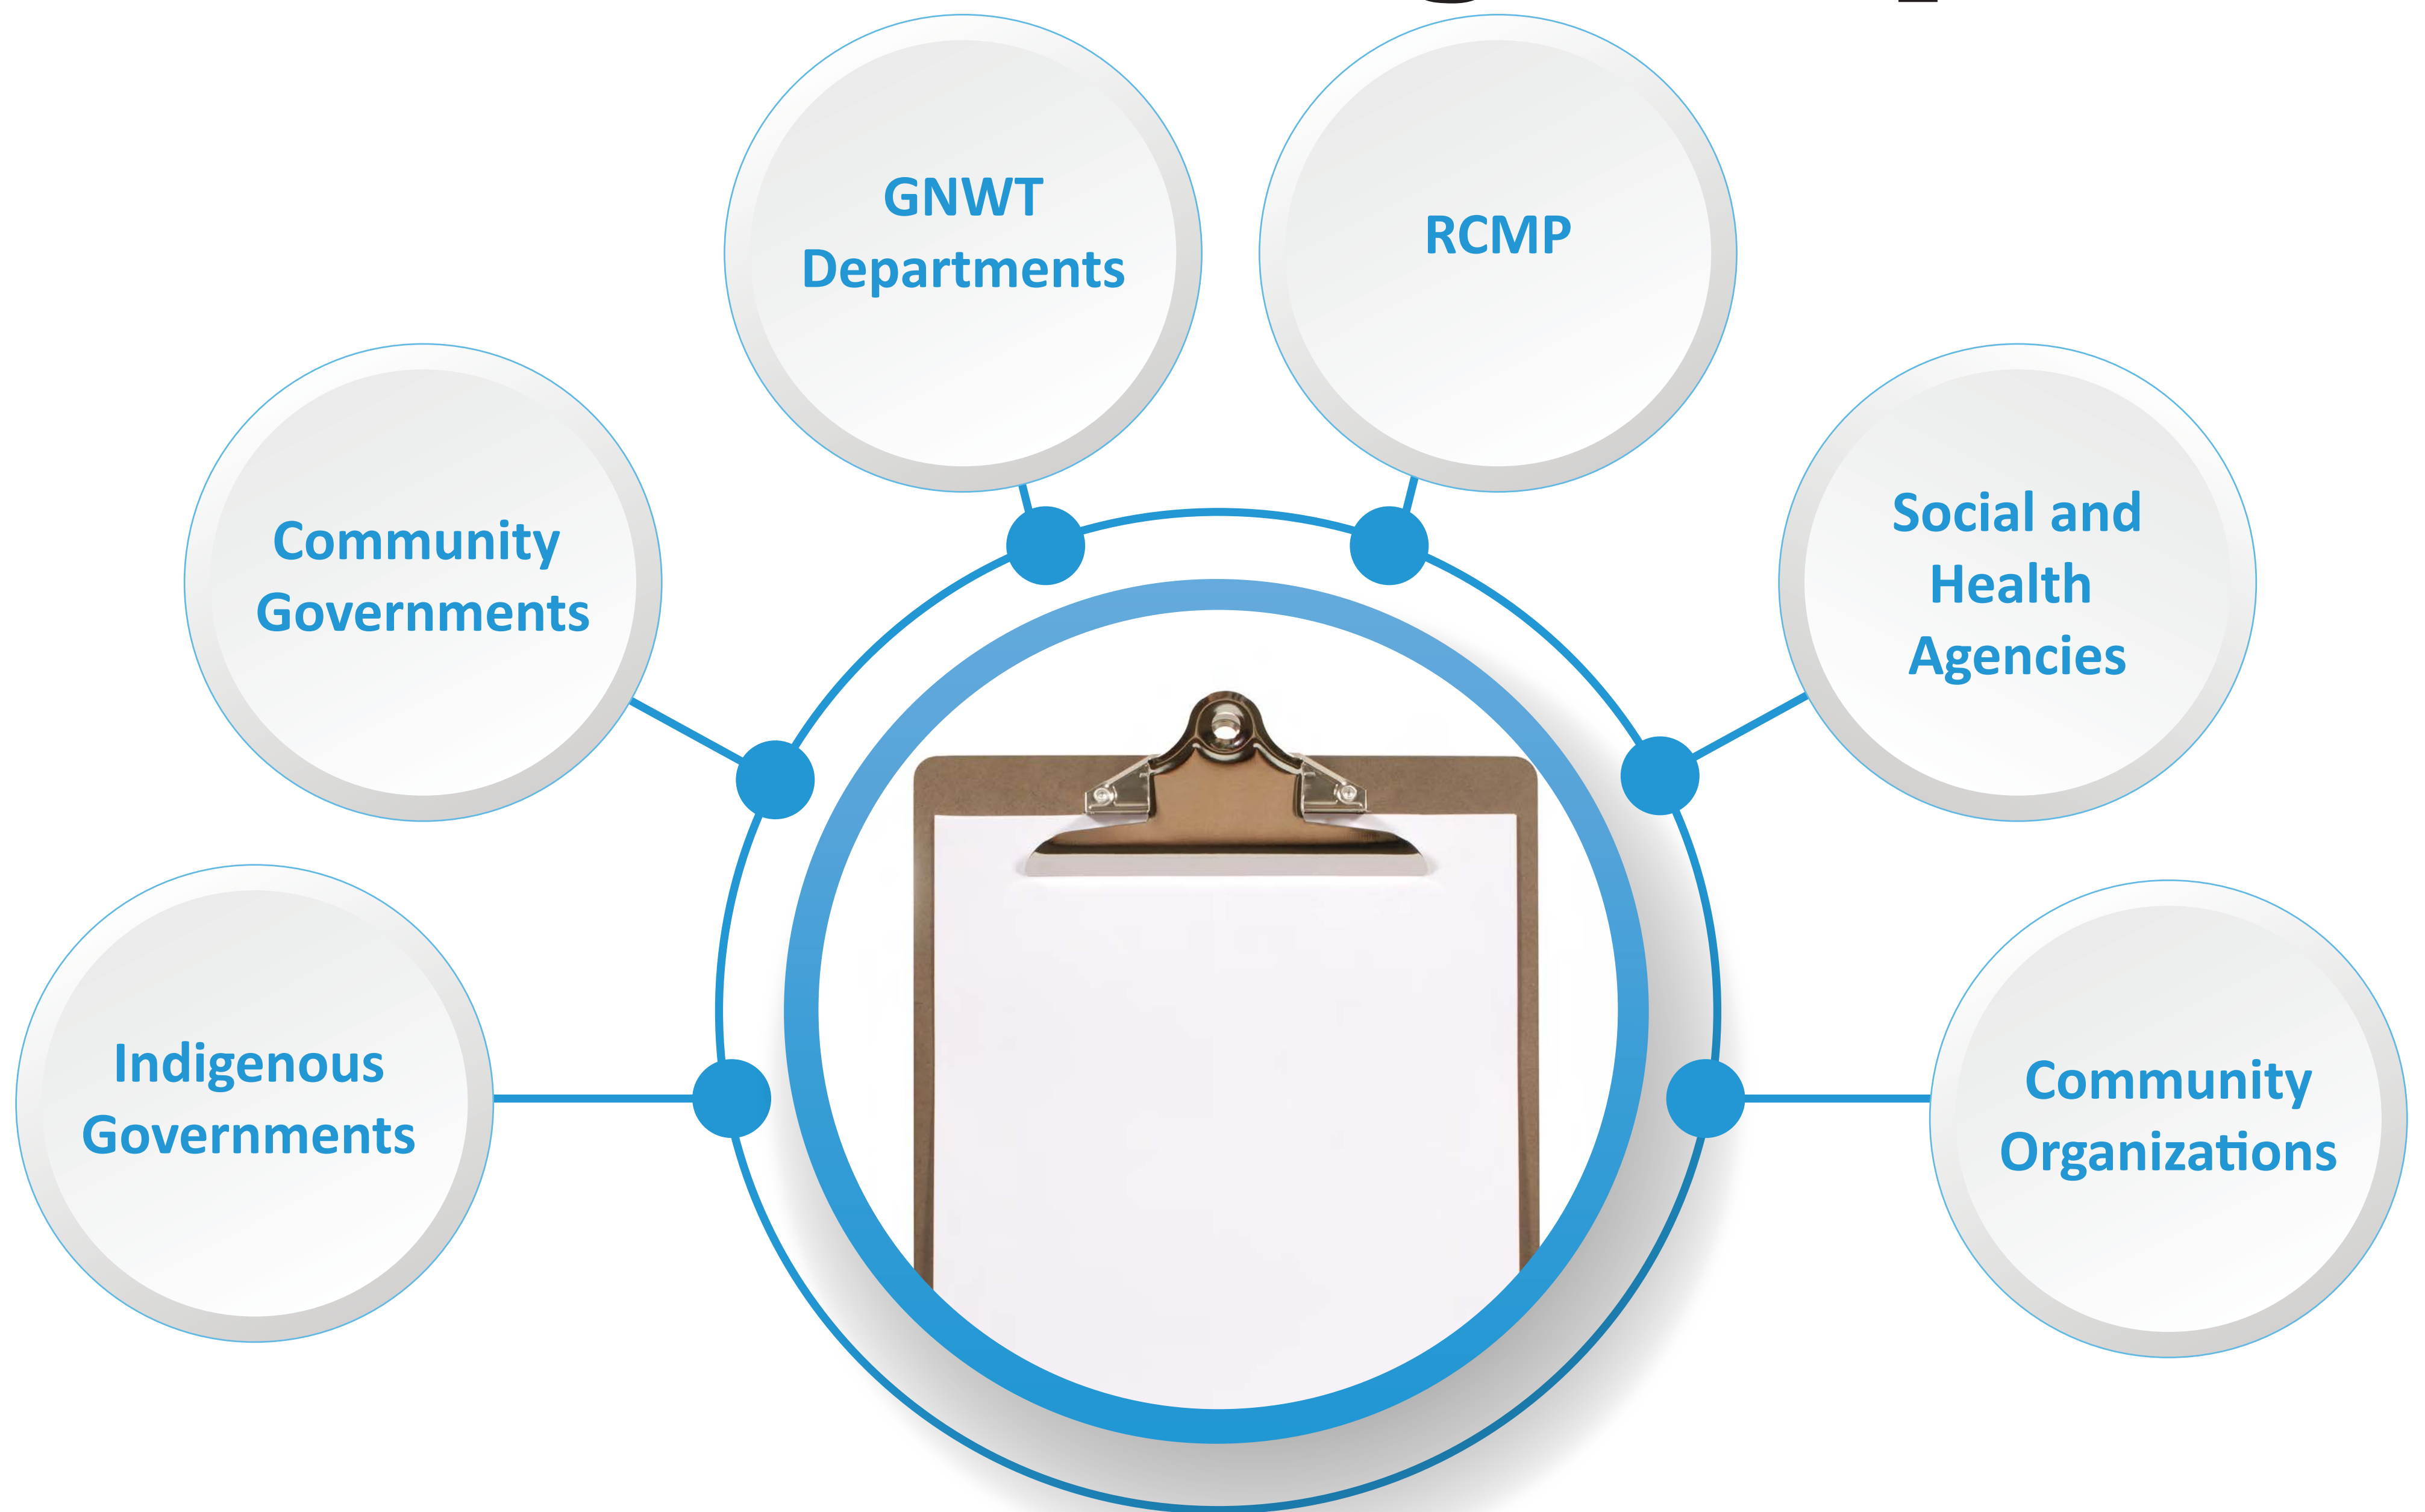 GNWT
Departments
RCMP
Community
Governments
Social and
Health
Agencies
Indigenous
Governments
Community
Organizations